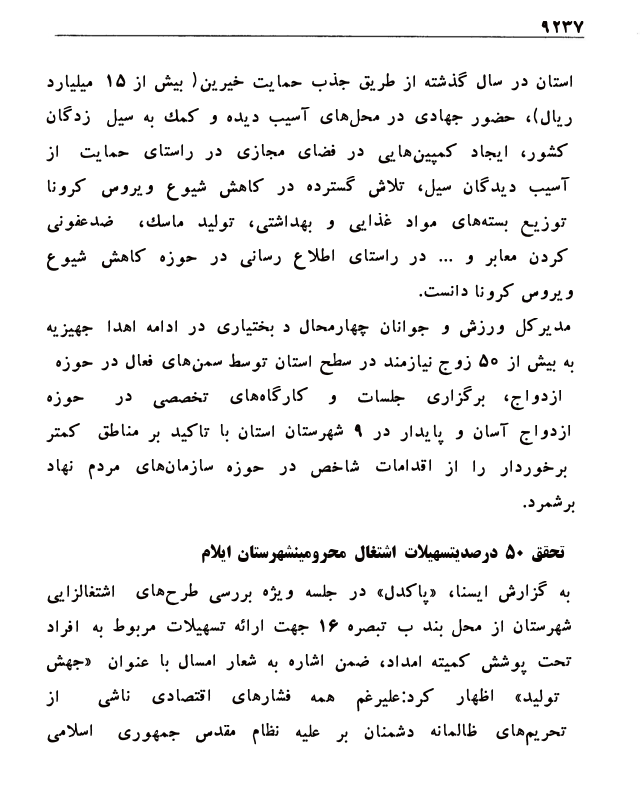 ۹۲۳۷
استان در سال گذشته از طریق جذب حمایت خیرین( بیش از ۱۵ میلیارد
ریال)، حضور جهادی در محل‌های آسیب دیده و کمك به سیل زدگان
کشور، ایجاد کمپین‌هایی در فضای مجازی در راستای حمایت از
آسیب دیدگان سیل، تلاش گسترده در کاهش شیوع ویروس کرونا
توزیع بسته‌های مواد غذایی و بهداشتی، تولید ماسك، ضدعفونی
کردن معابر و ... در راستای اطلاع رسانی در حوزه کاهش شیوع
ویروس کرونا دانست.
مدیرکل ورزش و جوانان چهارمحال د بختیاری در ادامه اهدا جهیزیه
به بیش از ۵۰ زوج نیازمند در سطح استان توسط سمن‌های فعال در حوزه
ازدواج، برگزاری جلسات و کارگاه‌های تخصصی در حوزه
ازدواج آسان و پایدار در ۹ شهرستان استان با تاکید بر مناطق کمتر
برخوردار را از اقدامات شاخص در حوزه سازمان‌های مردم نهاد
برشمرد.
تحقق ۵۰ درصدیتسهیلات اشتغال محرومینشهرستان ایلام
به گزارش ایسنا، «پاکدل» در جلسه ویژه بررسی طرح‌های اشتغالزایی
شهرستان از محل بند ب تبصره ۱۶ جهت ارائه تسهیلات مربوط به افراد
تحت پوشش کمیته امداد، ضمن اشاره به شعار امسال با عنوان «جهش
تولید» اظهار کرد:علیرغم همه فشارهای اقتصادی ناشی از
تحریم‌های ظالمانه دشمنان بر علیه نظام مقدس جمهوری اسلامی